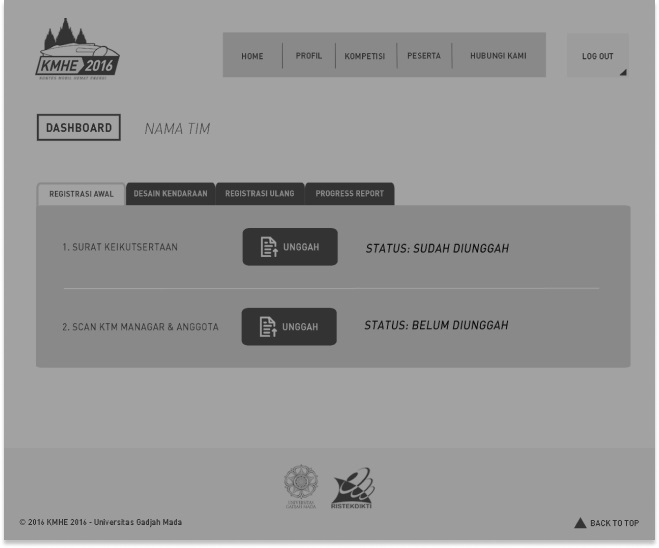 KMHE 2016
KONTES MOBIL HEMAT ENERGI
HOME PROFIL KOMPETISI PESERTA HUBUNGI KAMI LOG OUT
DASHBOARD NAMA TIM
REGISTRASI AWAL DESAIN KENDARAAN REGISTRASI ULANG PROGRESS REPORT
1. SURAT KEIKUTSERTAAN UNGGAH STATUS: SUDAH DIUNGGAH
2. SCAN KTM MANAGAR & ANGGOTA UNGGAH STATUS: BELUM DIUNGGAH
UNIVERSITAS
GADJAH MADA
RISTEKDIKTI
© 2016 KMHE 2016 - Universitas Gadjah Mada BACK TO TOP